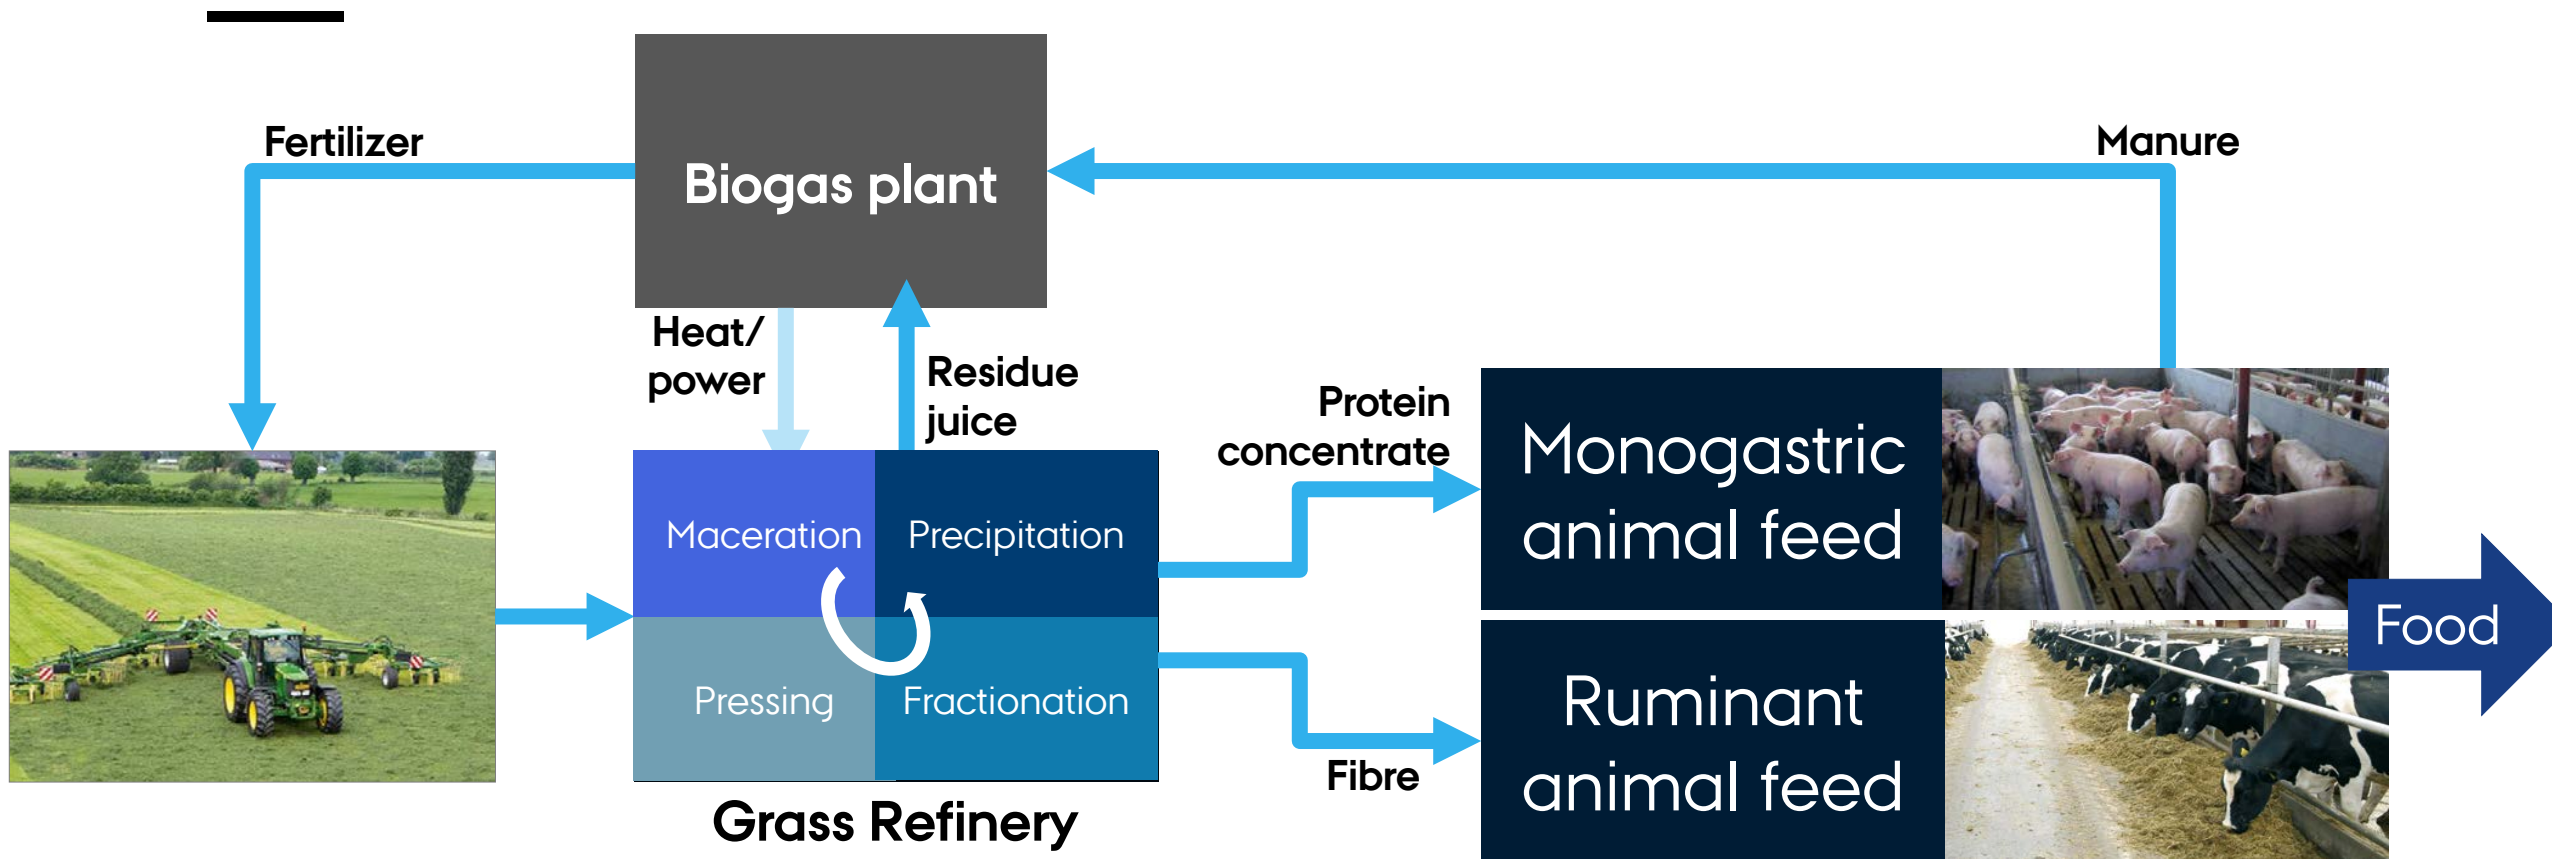 Fertilizer
Manure
Biogas plant
Heat/
power
Residue
juice
Protein
concentrate
Monogastric
animal feed
Maceration
Precipitation
Pressing
Fractionation
Grass Refinery
Fibre
Ruminant
animal feed
Food